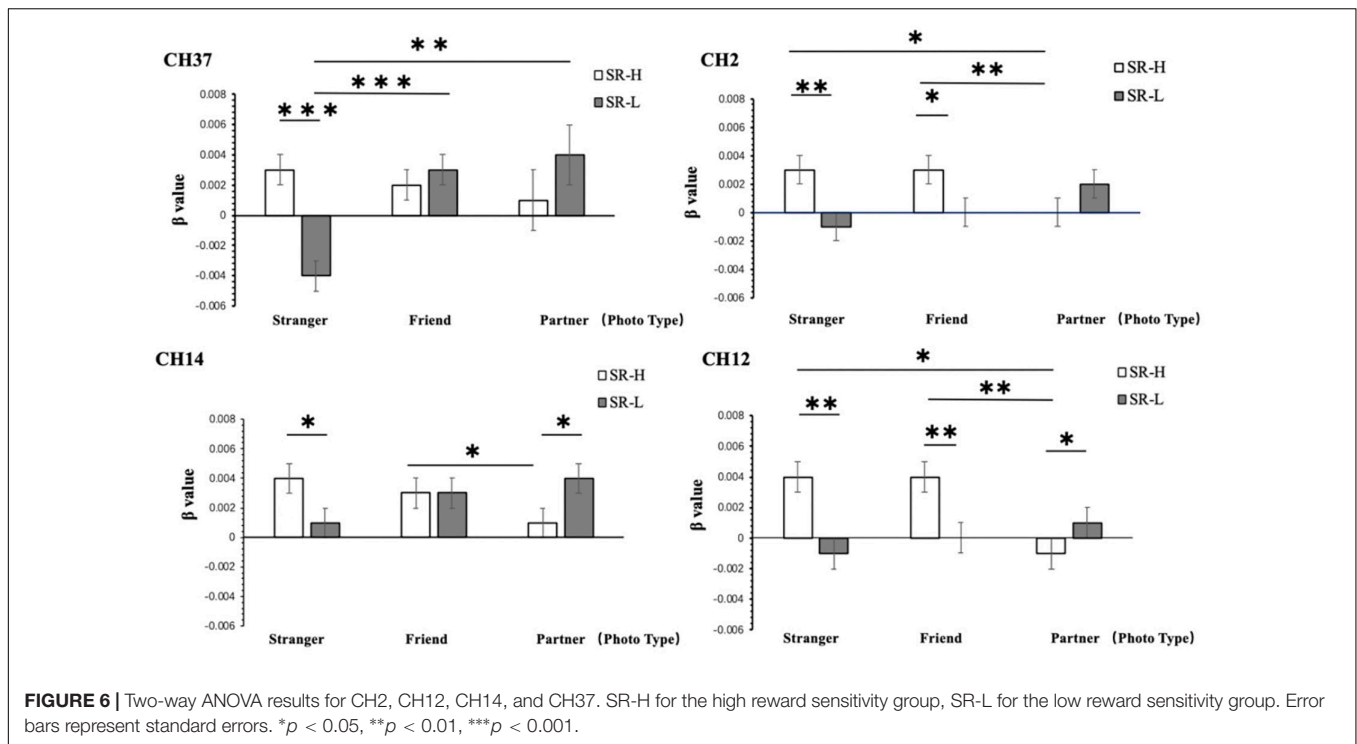 CH37
* *
* * *
* * *
SR-H
SR-L
β value
0.008
0.006
0.004
0.002
0
-0.002
-0.004
-0.006
Stranger Friend Partner (Photo Type)
CH2
*
**
**
*
SR-H
SR-L
β value
0.008
0.006
0.004
0.002
0
-0.002
-0.004
-0.006
Stranger Friend Partner (Photo Type)
CH14
SR-H
SR-L
*
*
*
β value
0.008
0.006
0.004
0.002
0
-0.002
-0.004
-0.006
Stranger Friend Partner (Photo Type)
CH12
*
**
**
**
*
SR-H
SR-L
β value
0.008
0.006
0.004
0.002
0
-0.002
-0.004
-0.006
Stranger Friend Partner (Photo Type)
FIGURE 6 | Two-way ANOVA results for CH2, CH12, CH14, and CH37. SR-H for the high reward sensitivity group, SR-L for the low reward sensitivity group. Error
bars represent standard errors. *p < 0.05, **p < 0.01, ***p < 0.001.